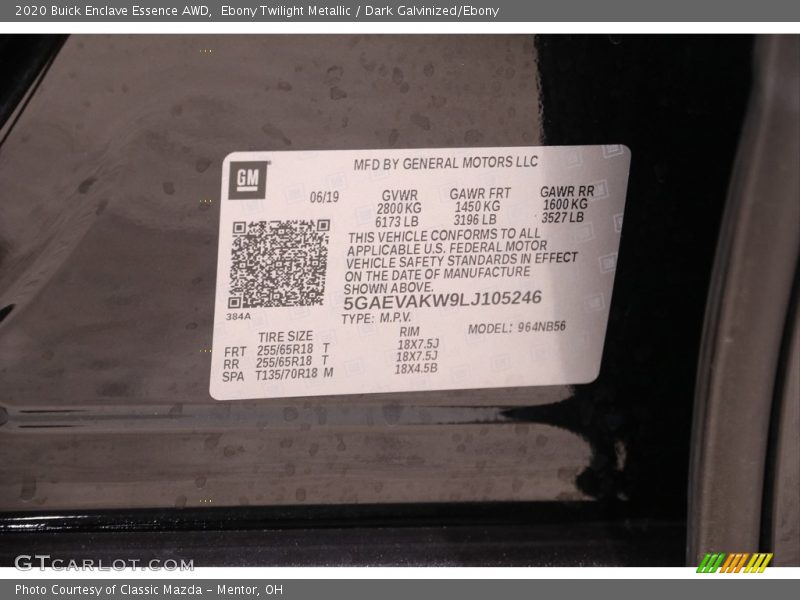 2020 Buick Enclave Essence AWD,  Ebony Twilight Metallic / Dark Galvinized/Ebony
GM
MFD BY GENERAL MOTORS LLC
06/19
GVWR GAWR FRT GAWR RR
2800 KG 1450 KG 1600 KG
6173 LB 3196 LB 3527 LB
THIS VEHICLE CONFORMS TO ALL
APPLICABLE U.S. FEDERAL MOTOR
VEHICLE SAFETY STANDARDS IN EFFECT
ON THE DATE OF MANUFACTURE
SHOWN ABOVE.
5GAEVAKW9LJ105246
384A
TYPE: M.P.V. MODEL: 964NB56
TIRE SIZE RIM
FRT 255/65R18 T 18X7.5J
RR 255/65R18 T 18X7.5J
SPA T135/70R18 M 18X4.5B
GTCARLOT.COM
Photo Courtesy of Classic Mazda - Mentor, OH